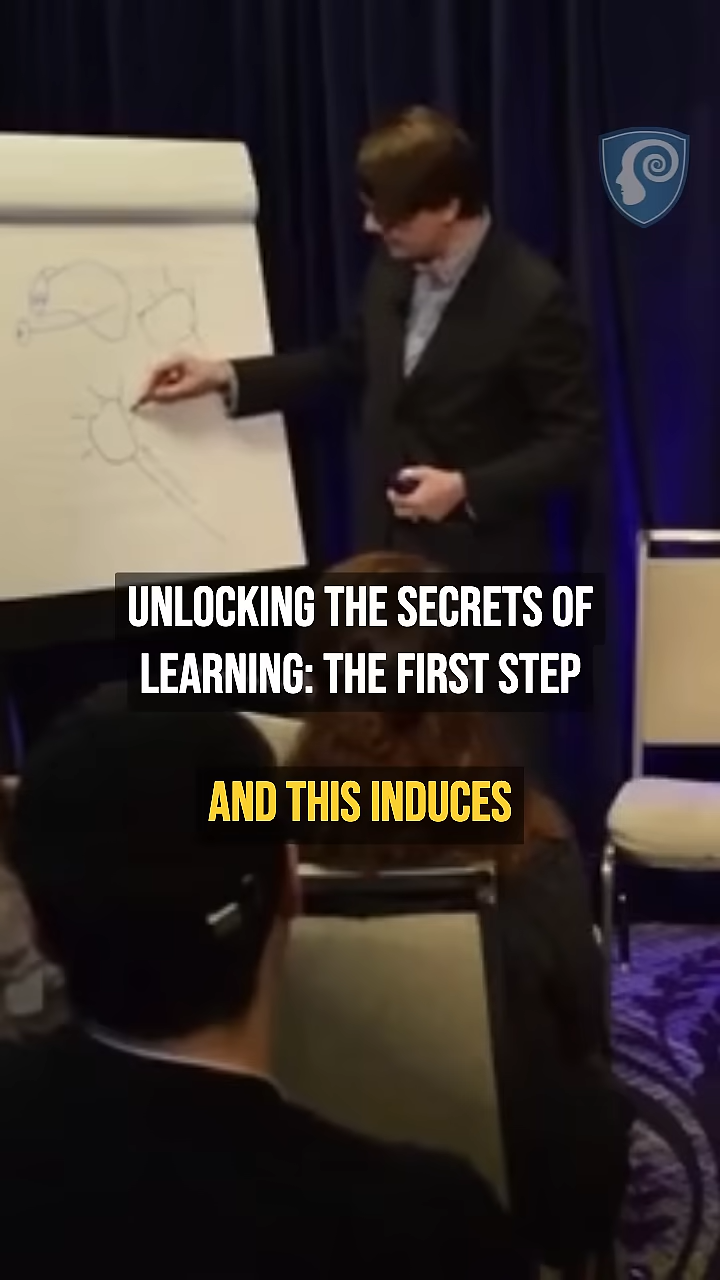 UNLOCKING THE SECRETS OF
LEARNING: THE FIRST STEP
AND THIS INDUCES